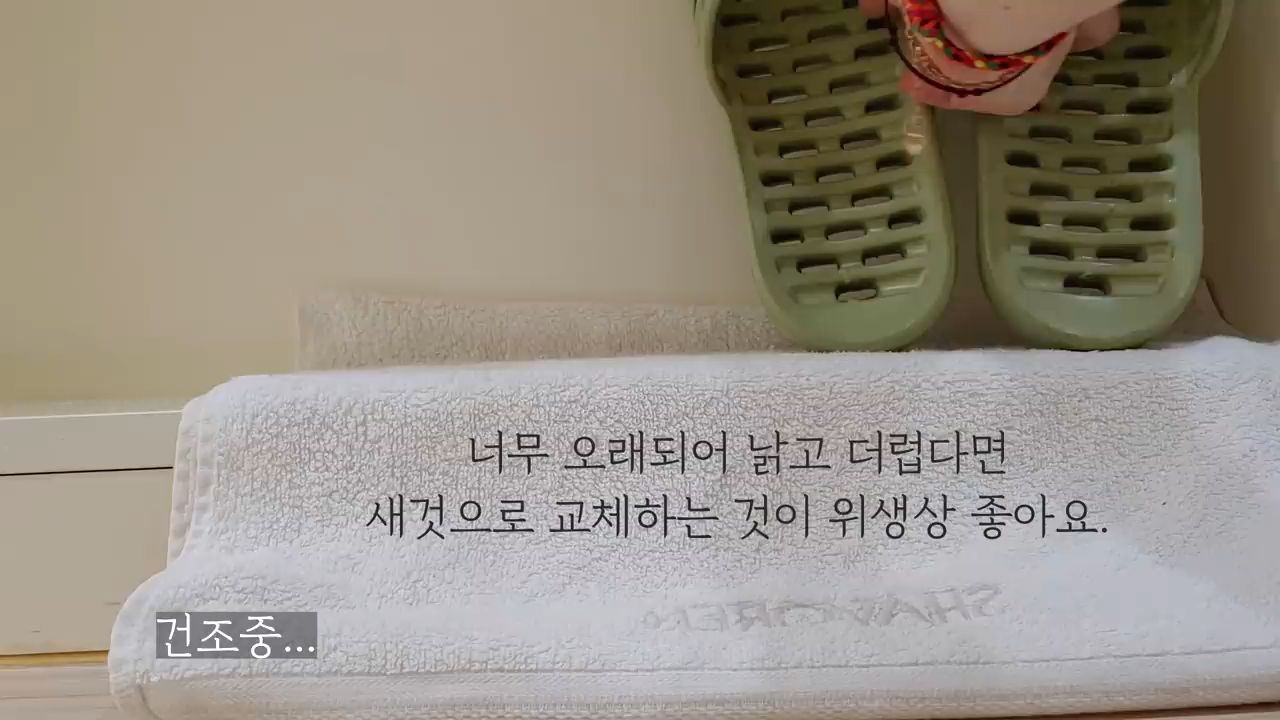 너무 오래되어 낡고 더럽다면
새것으로 교체하는 것이 위생상 좋아요.
건조중...